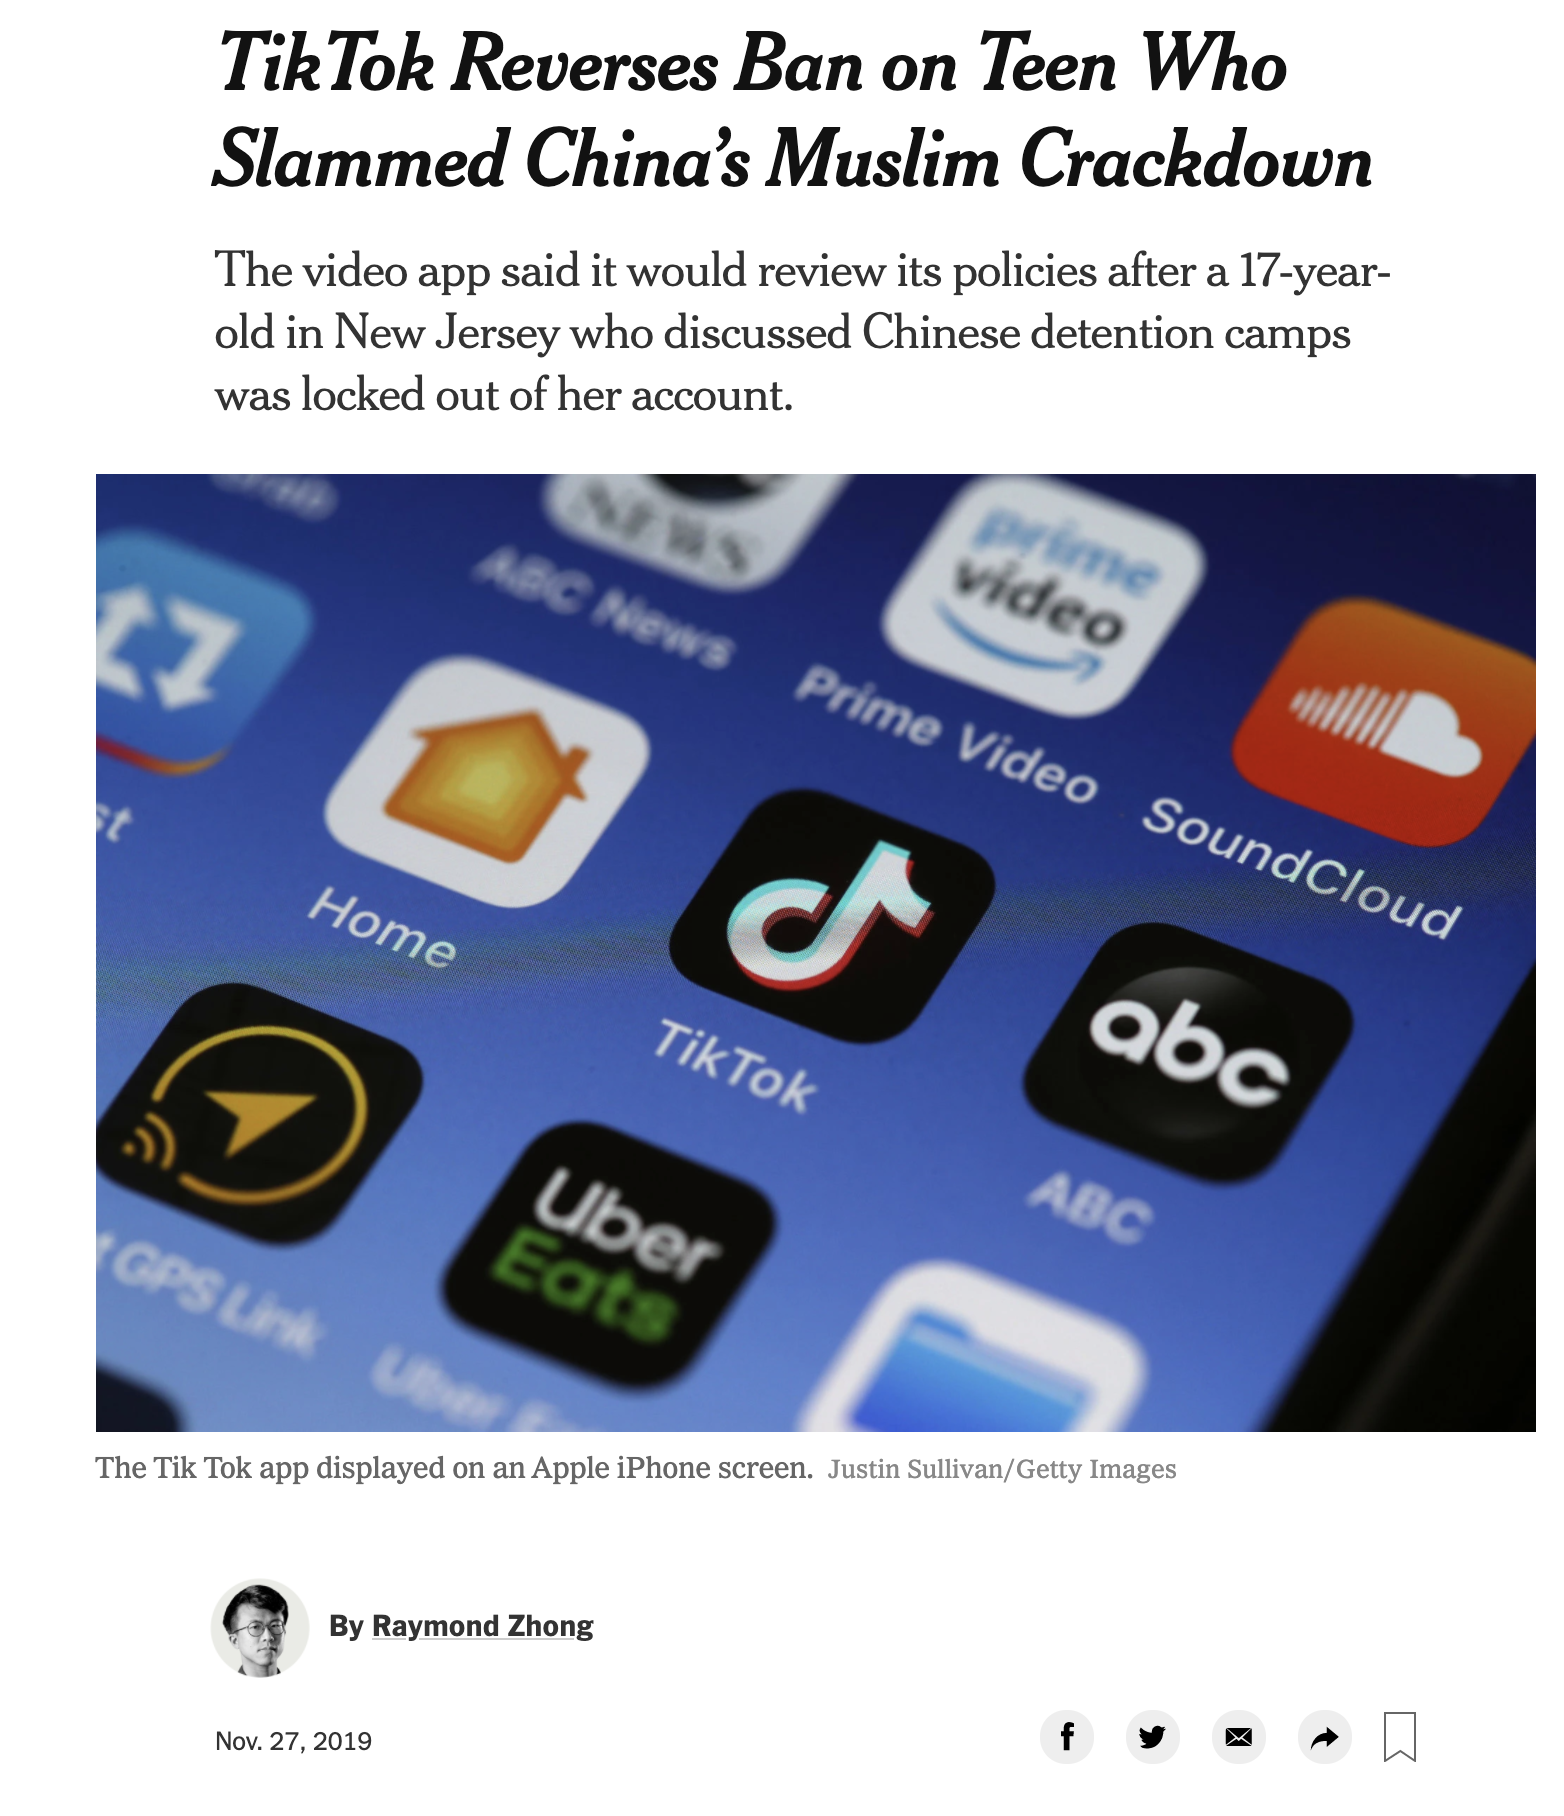 TikTok Reverses Ban on Teen Who
Slammed China's Muslim Crackdown
The video app said it would review its policies after a 17-year-
old in New Jersey who discussed Chinese detention camps
was locked out of her account.
NEWS
ABC News
prime
video
Prime Video
SoundCloud
st
Home
TikTok
abc
ABC
t GPS Link
Uber
Eats
Uber
The Tik Tok app displayed on an Apple iPhone screen. Justin Sullivan/Getty Images
By Raymond Zhong
Nov. 27, 2019